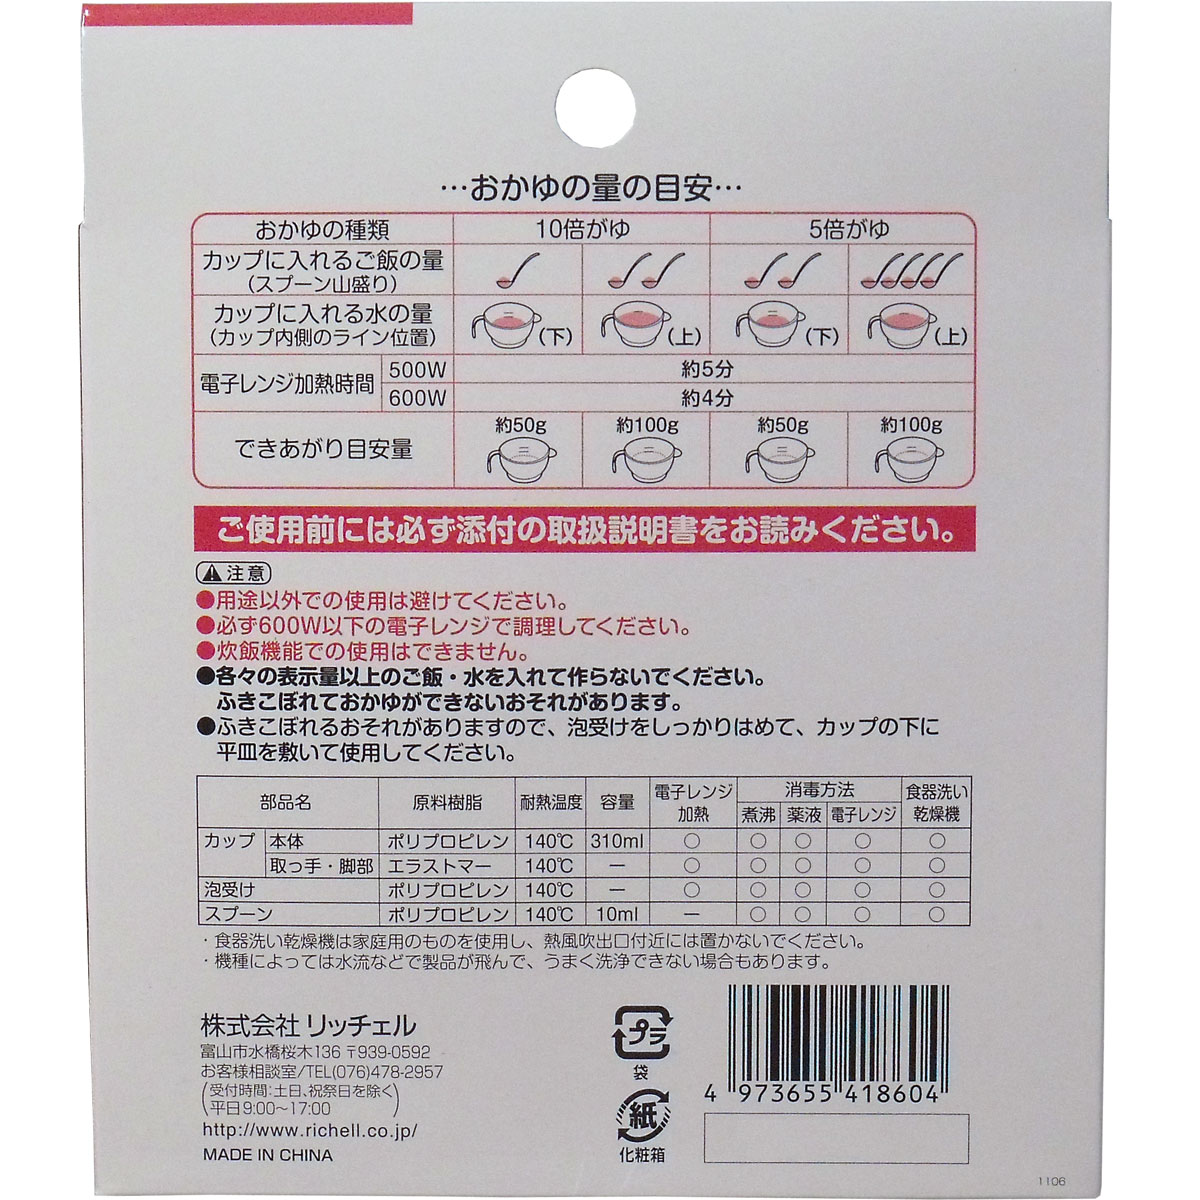 …おかゆの量の目安…
おかゆの種類 10倍がゆ 5倍がゆ
カップに入れるご飯の量
(スプーン山盛り)
カップに入れる水の量
(カップ内側のライン位置)
(下) (上) (下) (上)
電子レンジ加熱時間 500W 約5分
600W 約4分
できあがり目安量 約50g 約100g 約50g 約100g
ご使用前には必ず添付の取扱説明書をお読みください。
注意
●用途以外での使用は避けてください。
●必ず600W以下の電子レンジで調理してください。
●炊飯機能での使用はできません。
●各々の表示量以上のご飯・水を入れて作らないでください。
ふきこぼれておかゆができないおそれがあります。
●ふきこぼれるおそれがありますので、泡受けをしっかりはめて、カップの下に
平皿を敷いて使用してください。
部品名 原料樹脂 耐熱温度 容量 電子レンジ加熱 消毒方法 食器洗い乾燥機
煮沸 薬液 電子レンジ
カップ 本体 ポリプロピレン 140℃ 310ml ○ ○ ○ ○ ○
取っ手・脚部 エラストマー 140℃ − ○ ○ ○ ○ ○
泡受け ポリプロピレン 140℃ − ○ ○ ○ ○ ○
スプーン ポリプロピレン 140℃ 10ml − ○ ○ ○ ○
・食器洗い乾燥機は家庭用のものを使用し、熱風吹出口付近には置かないでください。
・機種によっては水流などで製品が飛んで、うまく洗浄できない場合もあります。
株式会社 リッチェル
富山市水橋桜木136 〒939-0592
お客様相談室/TEL(076)478-2957
(受付時間:土日、祝祭日を除く
平日9:00〜17:00)
http://www.richell.co.jp/
MADE IN CHINA
プラ
袋
紙
化粧箱
4 973655 418604
1106